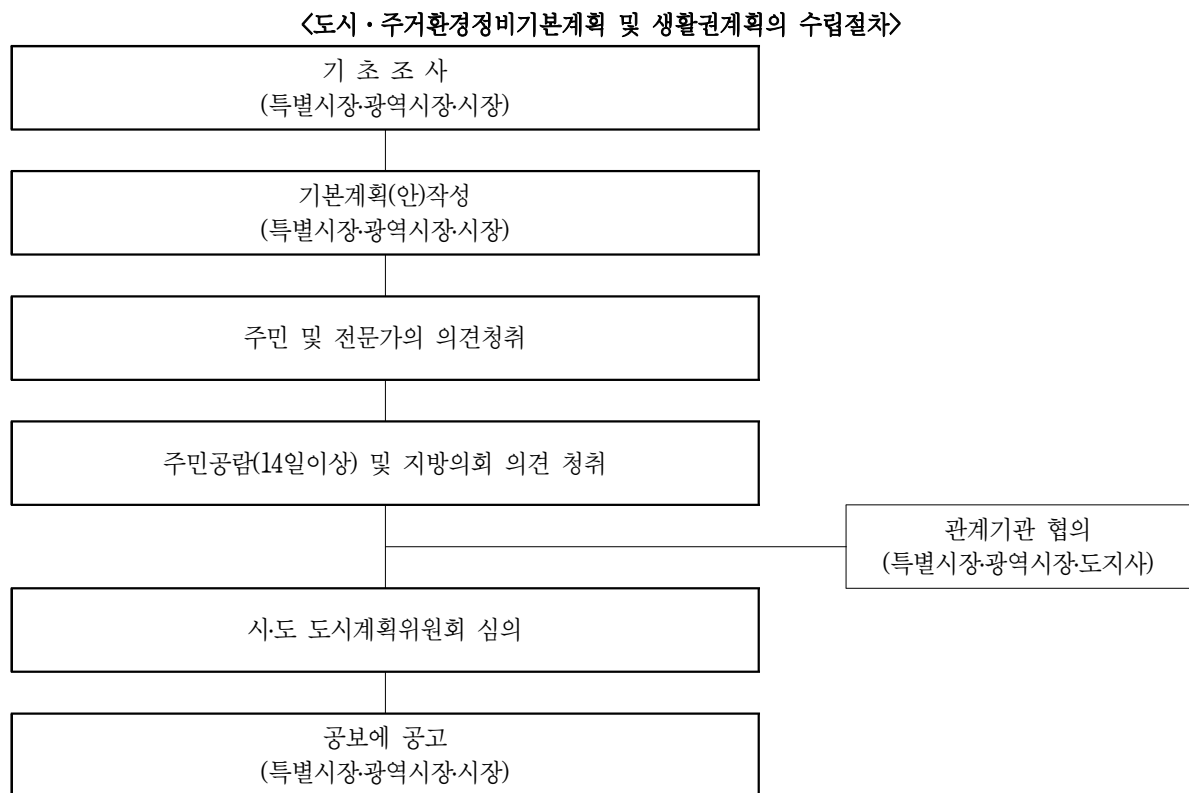 <도시·주거환경정비기본계획 및 생활권계획의 수립절차>
기 초 조 사
(특별시장·광역시장·시장)
기본계획(안)작성
(특별시장·광역시장·시장)
주민 및 전문가의 의견청취
주민공람(14일이상) 및 지방의회 의견 청취
관계기관 협의
(특별시장·광역시장·도지사)
시·도 도시계획위원회 심의
공보에 공고
(특별시장·광역시장·시장)